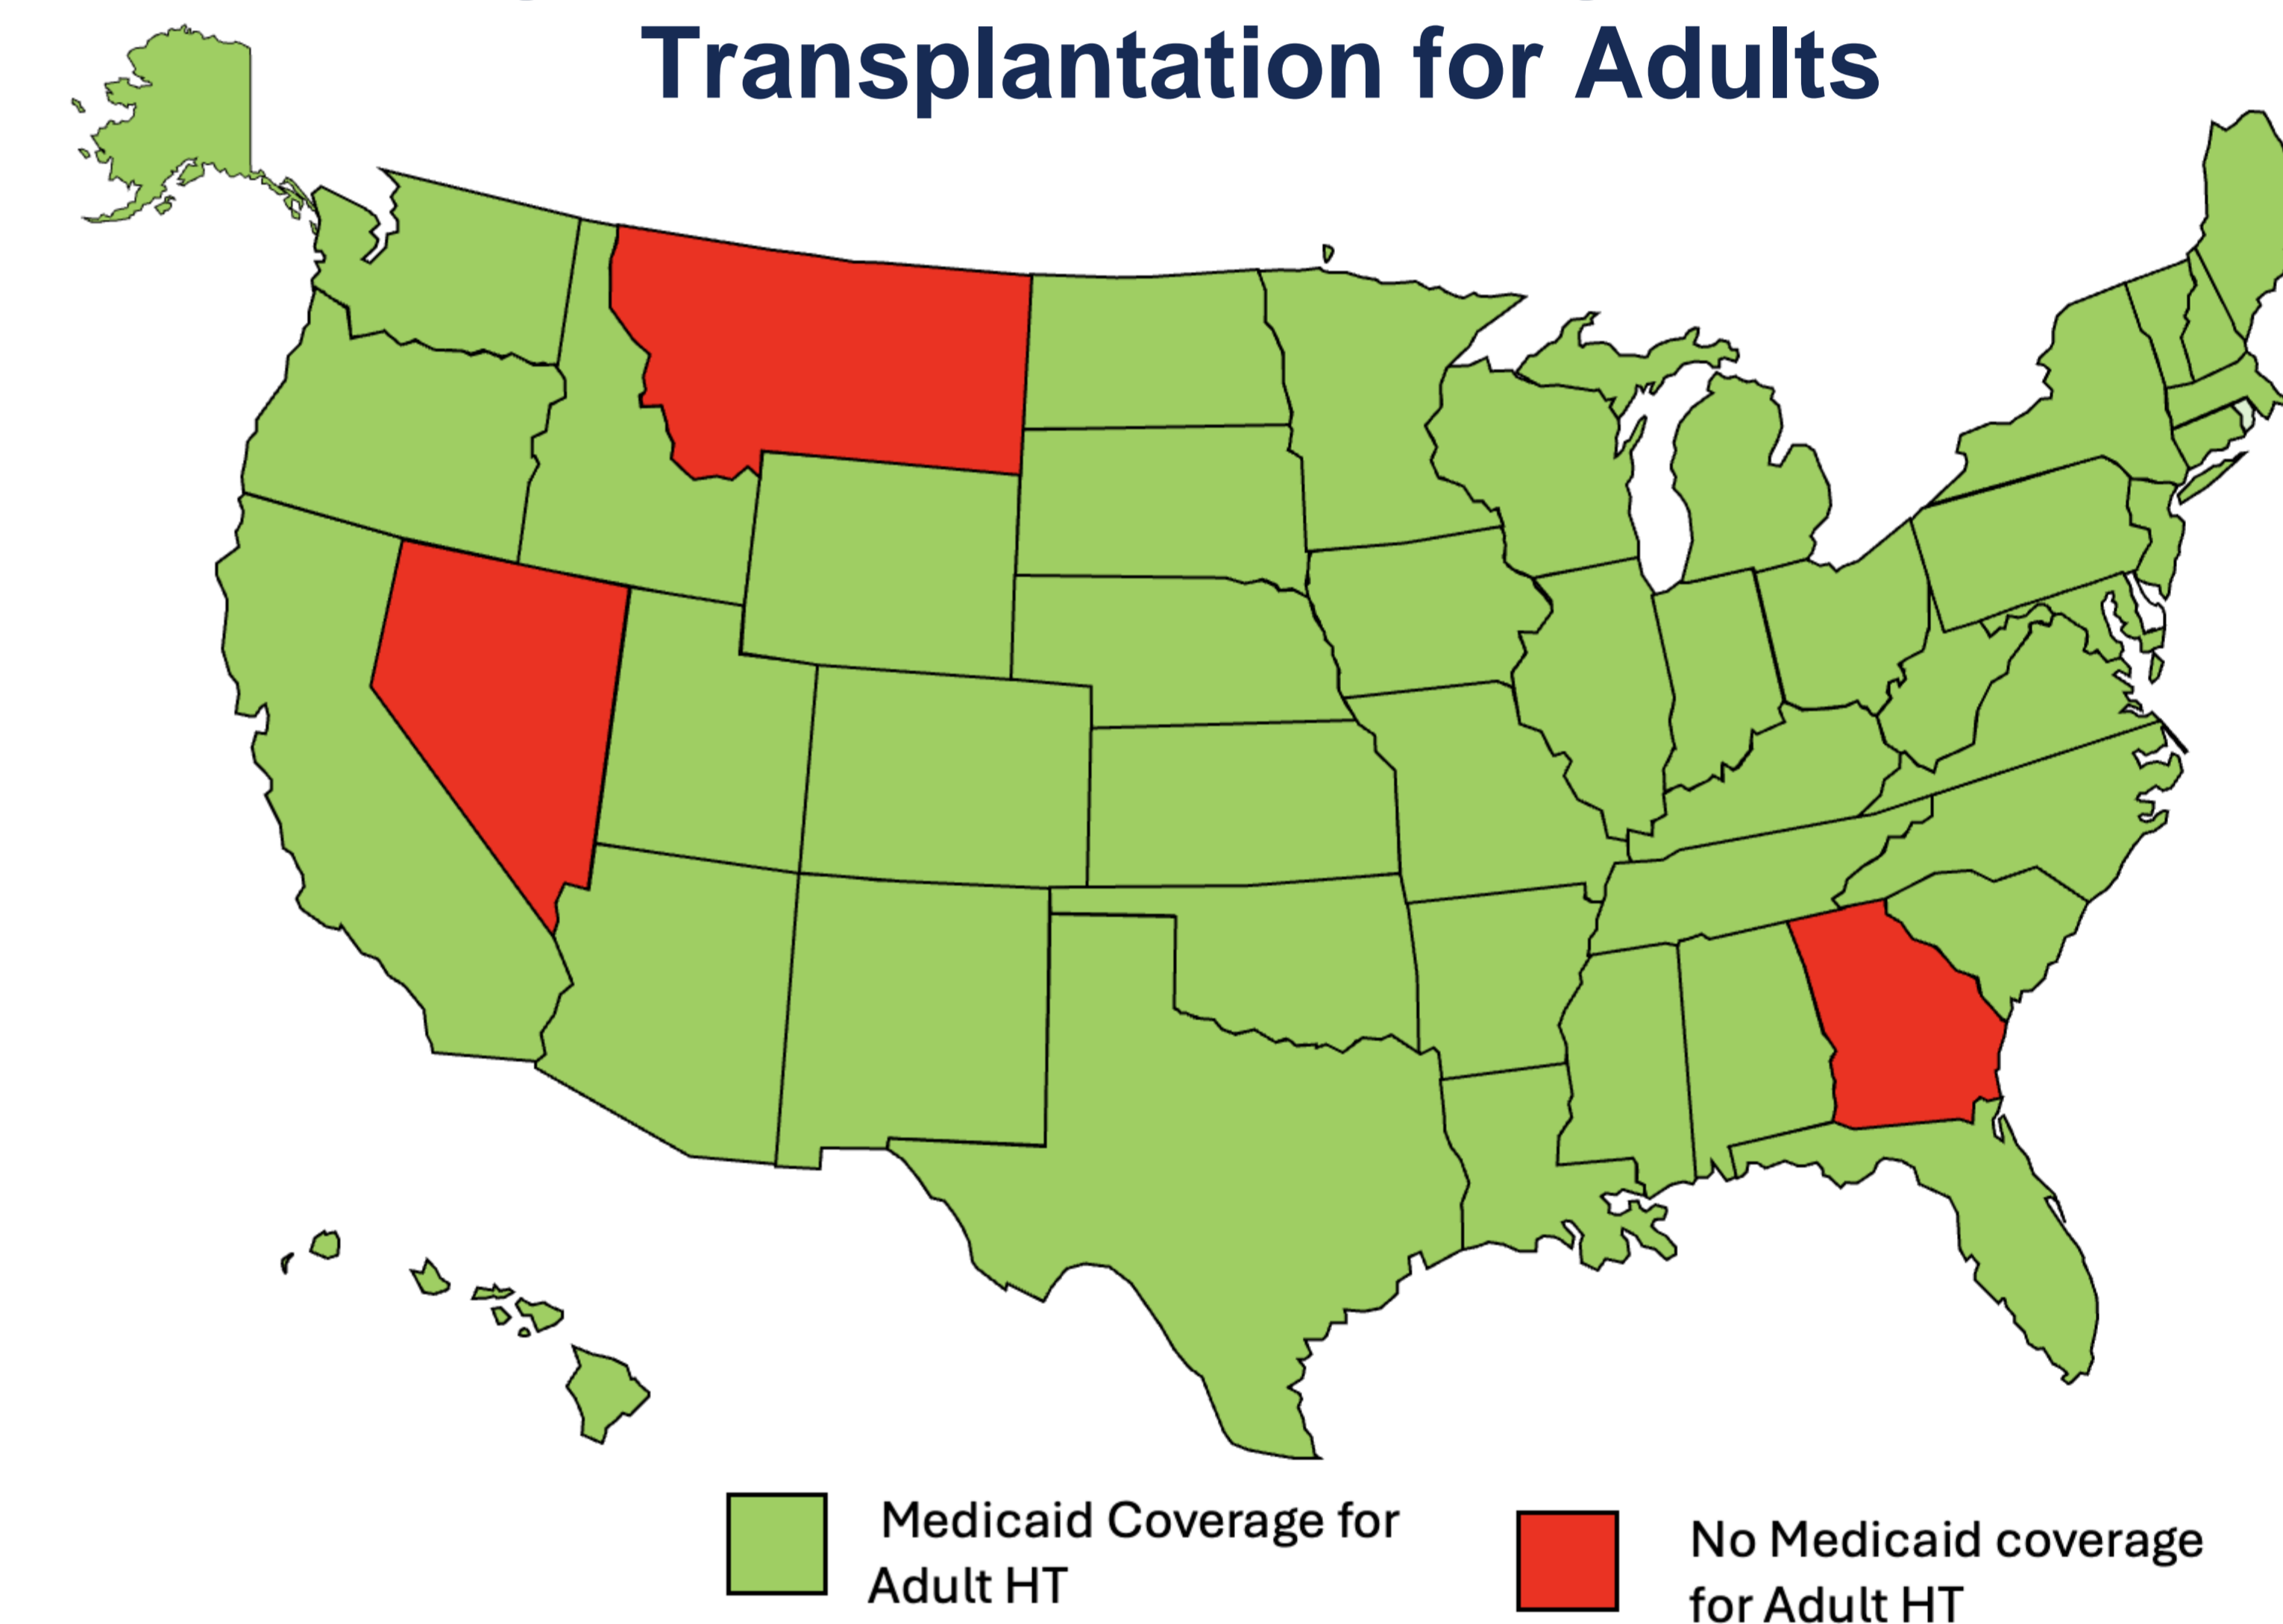 Transplantation for Adults
Medicaid Coverage for
Adult HT
No Medicaid coverage
for Adult HT